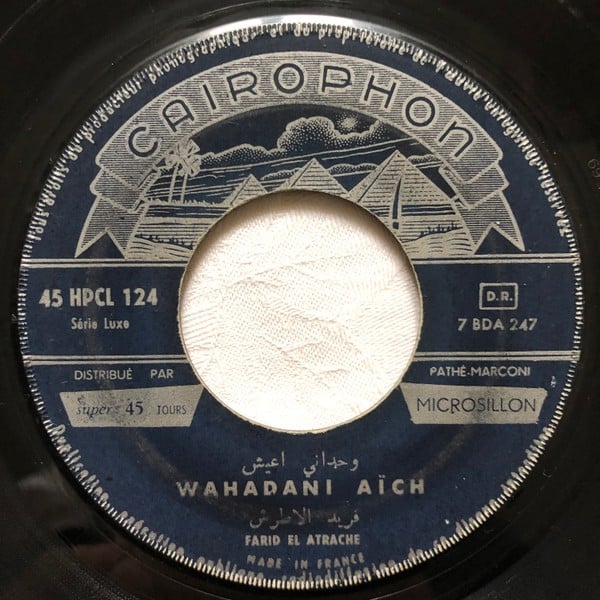 CAIROPHON
45 HPCL 124
Série Luxe
D.R.
7 BDA 247
DISTRIBUÉ PAR
PATHÉ-MARCONI
super 45 TOURS
MICROSILLON
وحداني اعيش
WAHADANI AÏCH
فريد الاطرش
FARID EL ATRACHE
MADE IN FRANCE